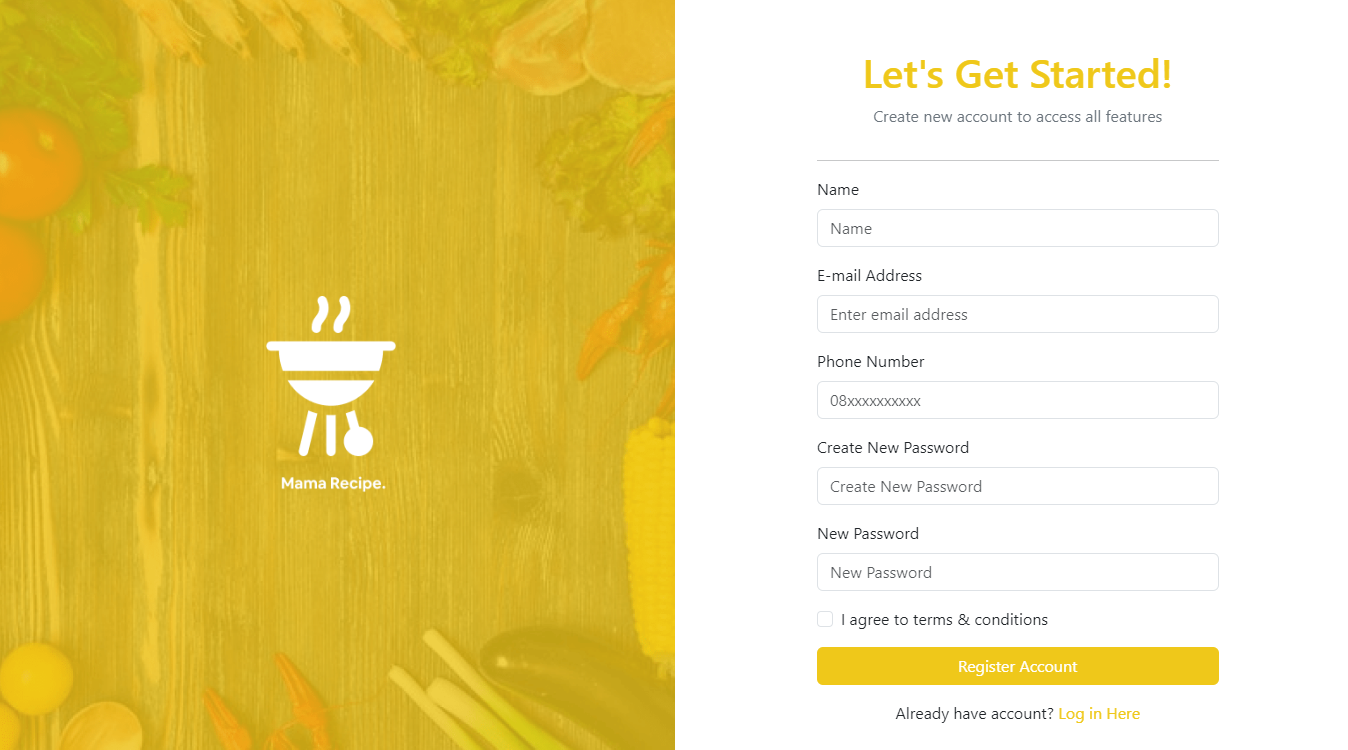 Mama Recipe.
Let's Get Started!
Create new account to access all features
Name
Name
E-mail Address
Enter email address
Phone Number
08xxxxxxxxxx
Create New Password
Create New Password
New Password
New Password
I agree to terms & conditions
Register Account
Already have account? Log in Here